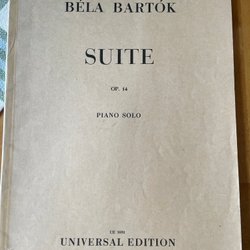 BÉLA BARTÓK
SUITE
OP. 14
PIANO SOLO
UNIVERSAL EDITION